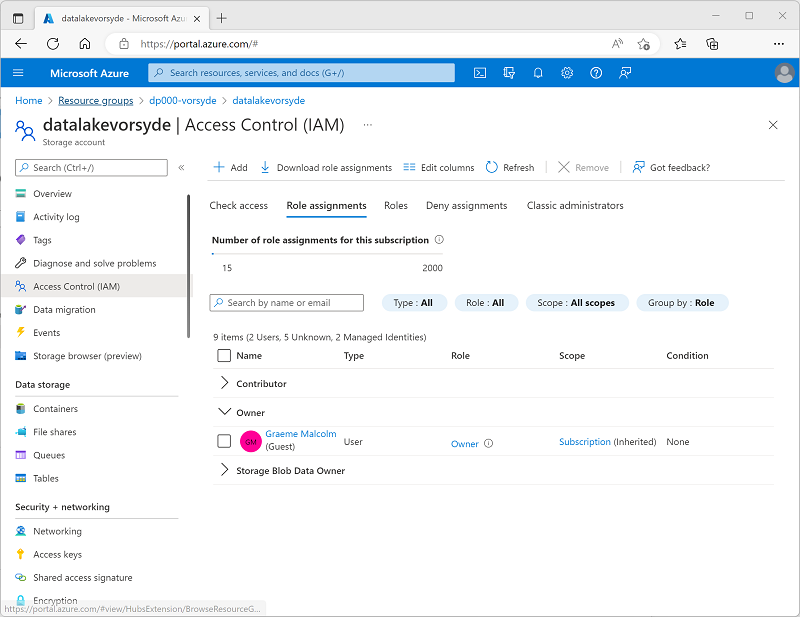 datalakevorsyde - Microsoft Azu
https://portal.azure.com/#
Microsoft Azure
Search resources, services, and docs (G+/)
Home > Resource groups > dp000-vorsyde > datalakevorsyde
datalakevorsyde | Access Control (IAM) ...
Storage account
Search (Ctrl+/)
Overview
Activity log
Tags
Diagnose and solve problems
Access Control (IAM)
Data migration
Events
Storage browser (preview)
Data storage
Containers
File shares
Queues
Tables
Security + networking
Networking
Access keys
Shared access signature
Encryption
Add Download role assignments Edit columns Refresh Remove Got feedback?
Check access Role assignments Roles Deny assignments Classic administrators
Number of role assignments for this subscription
15 2000
Search by name or email Type : All Role : All Scope : All scopes Group by : Role
9 items (2 Users, 5 Unknown, 2 Managed Identities)
Name Type Role Scope Condition
Contributor
Owner
GM Graeme Malcolm
(Guest) User Owner Subscription (Inherited) None
Storage Blob Data Owner
https://portal.azure.com/#view/HubsExtension/BrowseResourceG...